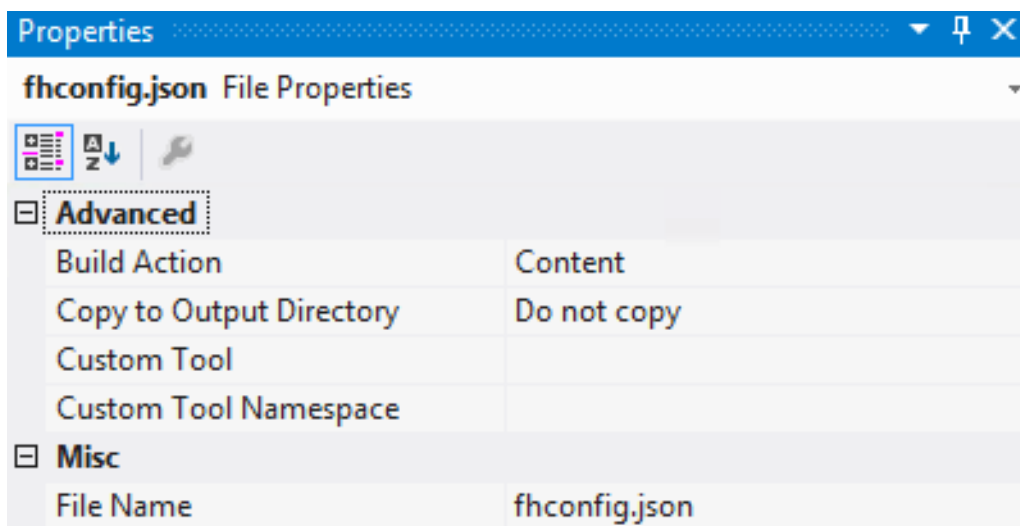 Properties
fhconfig.json File Properties
Advanced
Build Action Content
Copy to Output Directory Do not copy
Custom Tool
Custom Tool Namespace
Misc
File Name fhconfig.json